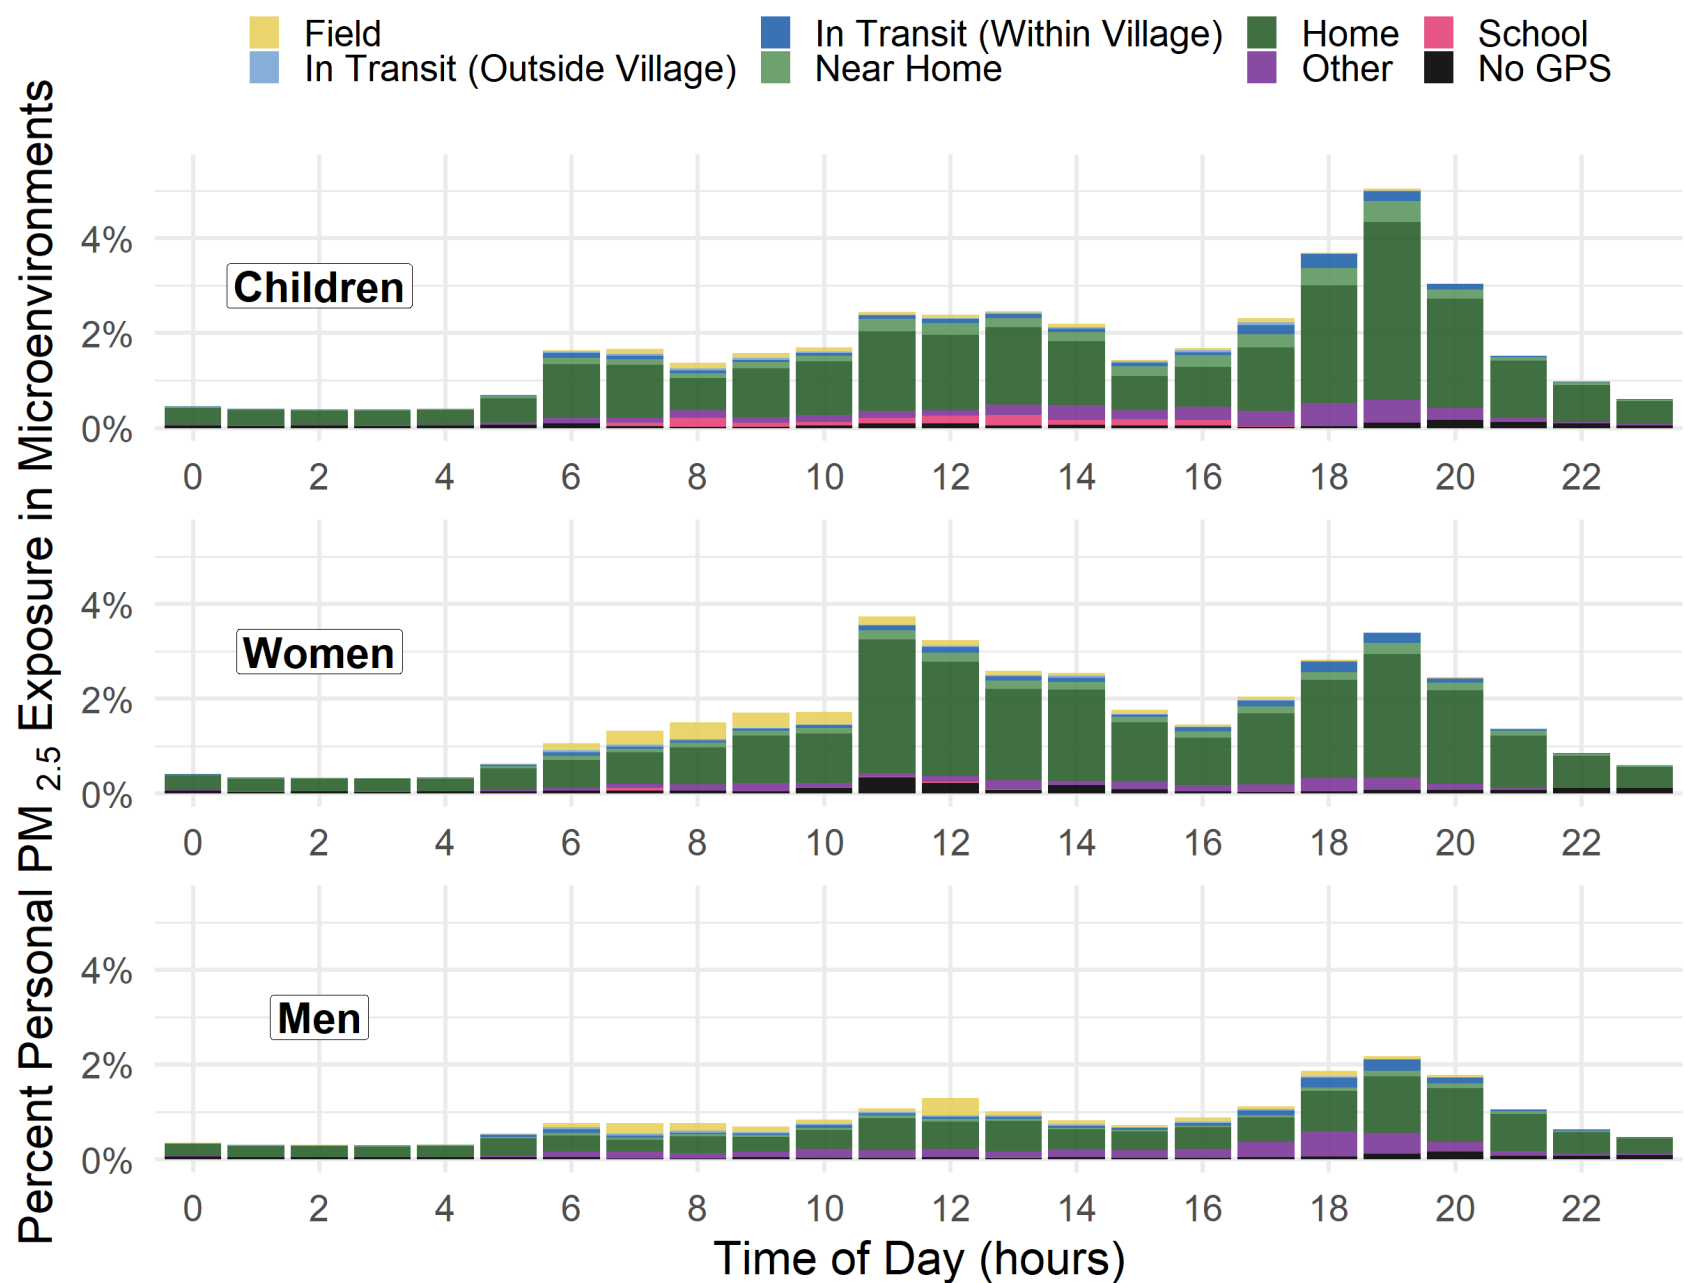 Field
In Transit (Within Village)
Home
School
In Transit (Outside Village)
Near Home
Other
No GPS
Percent Personal PM 2.5 Exposure in Microenvironments
4%
2%
0%
Children
0 2 4 6 8 10 12 14 16 18 20 22
4%
2%
0%
Women
0 2 4 6 8 10 12 14 16 18 20 22
4%
2%
0%
Men
0 2 4 6 8 10 12 14 16 18 20 22
Time of Day (hours)